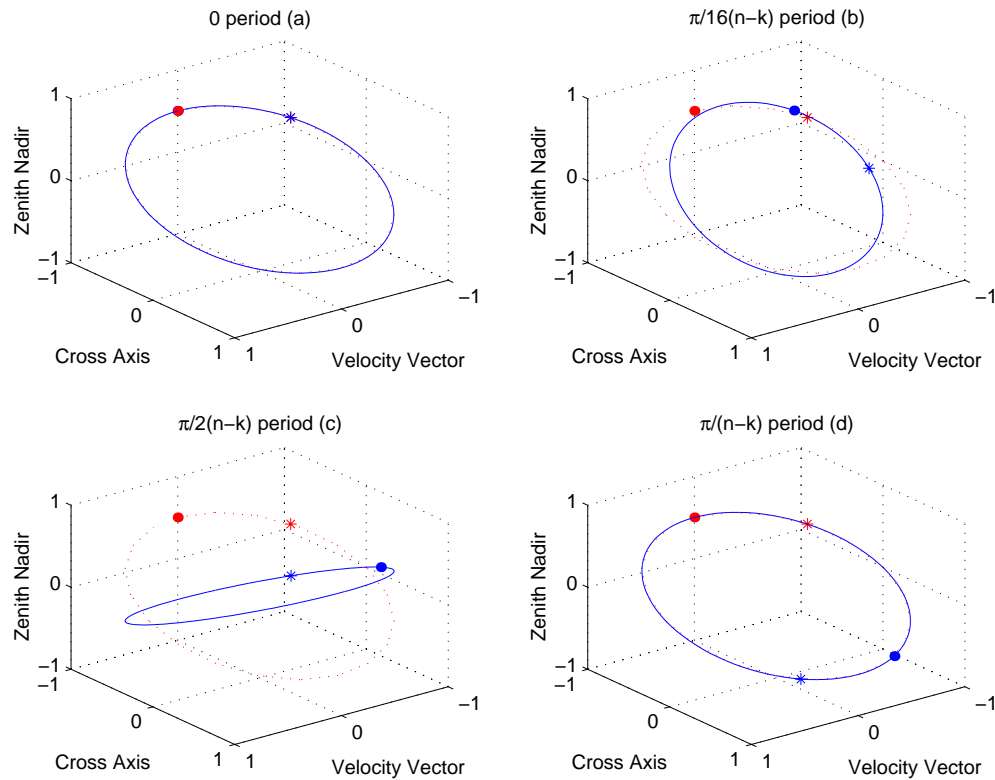 0 period (a)
1
0
−1
Zenith Nadir
−1
0
1
Cross Axis
1
0
−1
Velocity Vector
π/16(n−k) period (b)
1
0
−1
Zenith Nadir
−1
0
1
Cross Axis
1
0
−1
Velocity Vector
π/2(n−k) period (c)
1
0
−1
Zenith Nadir
−1
0
1
Cross Axis
1
0
−1
Velocity Vector
π/(n−k) period (d)
1
0
−1
Zenith Nadir
−1
0
1
Cross Axis
1
0
−1
Velocity Vector